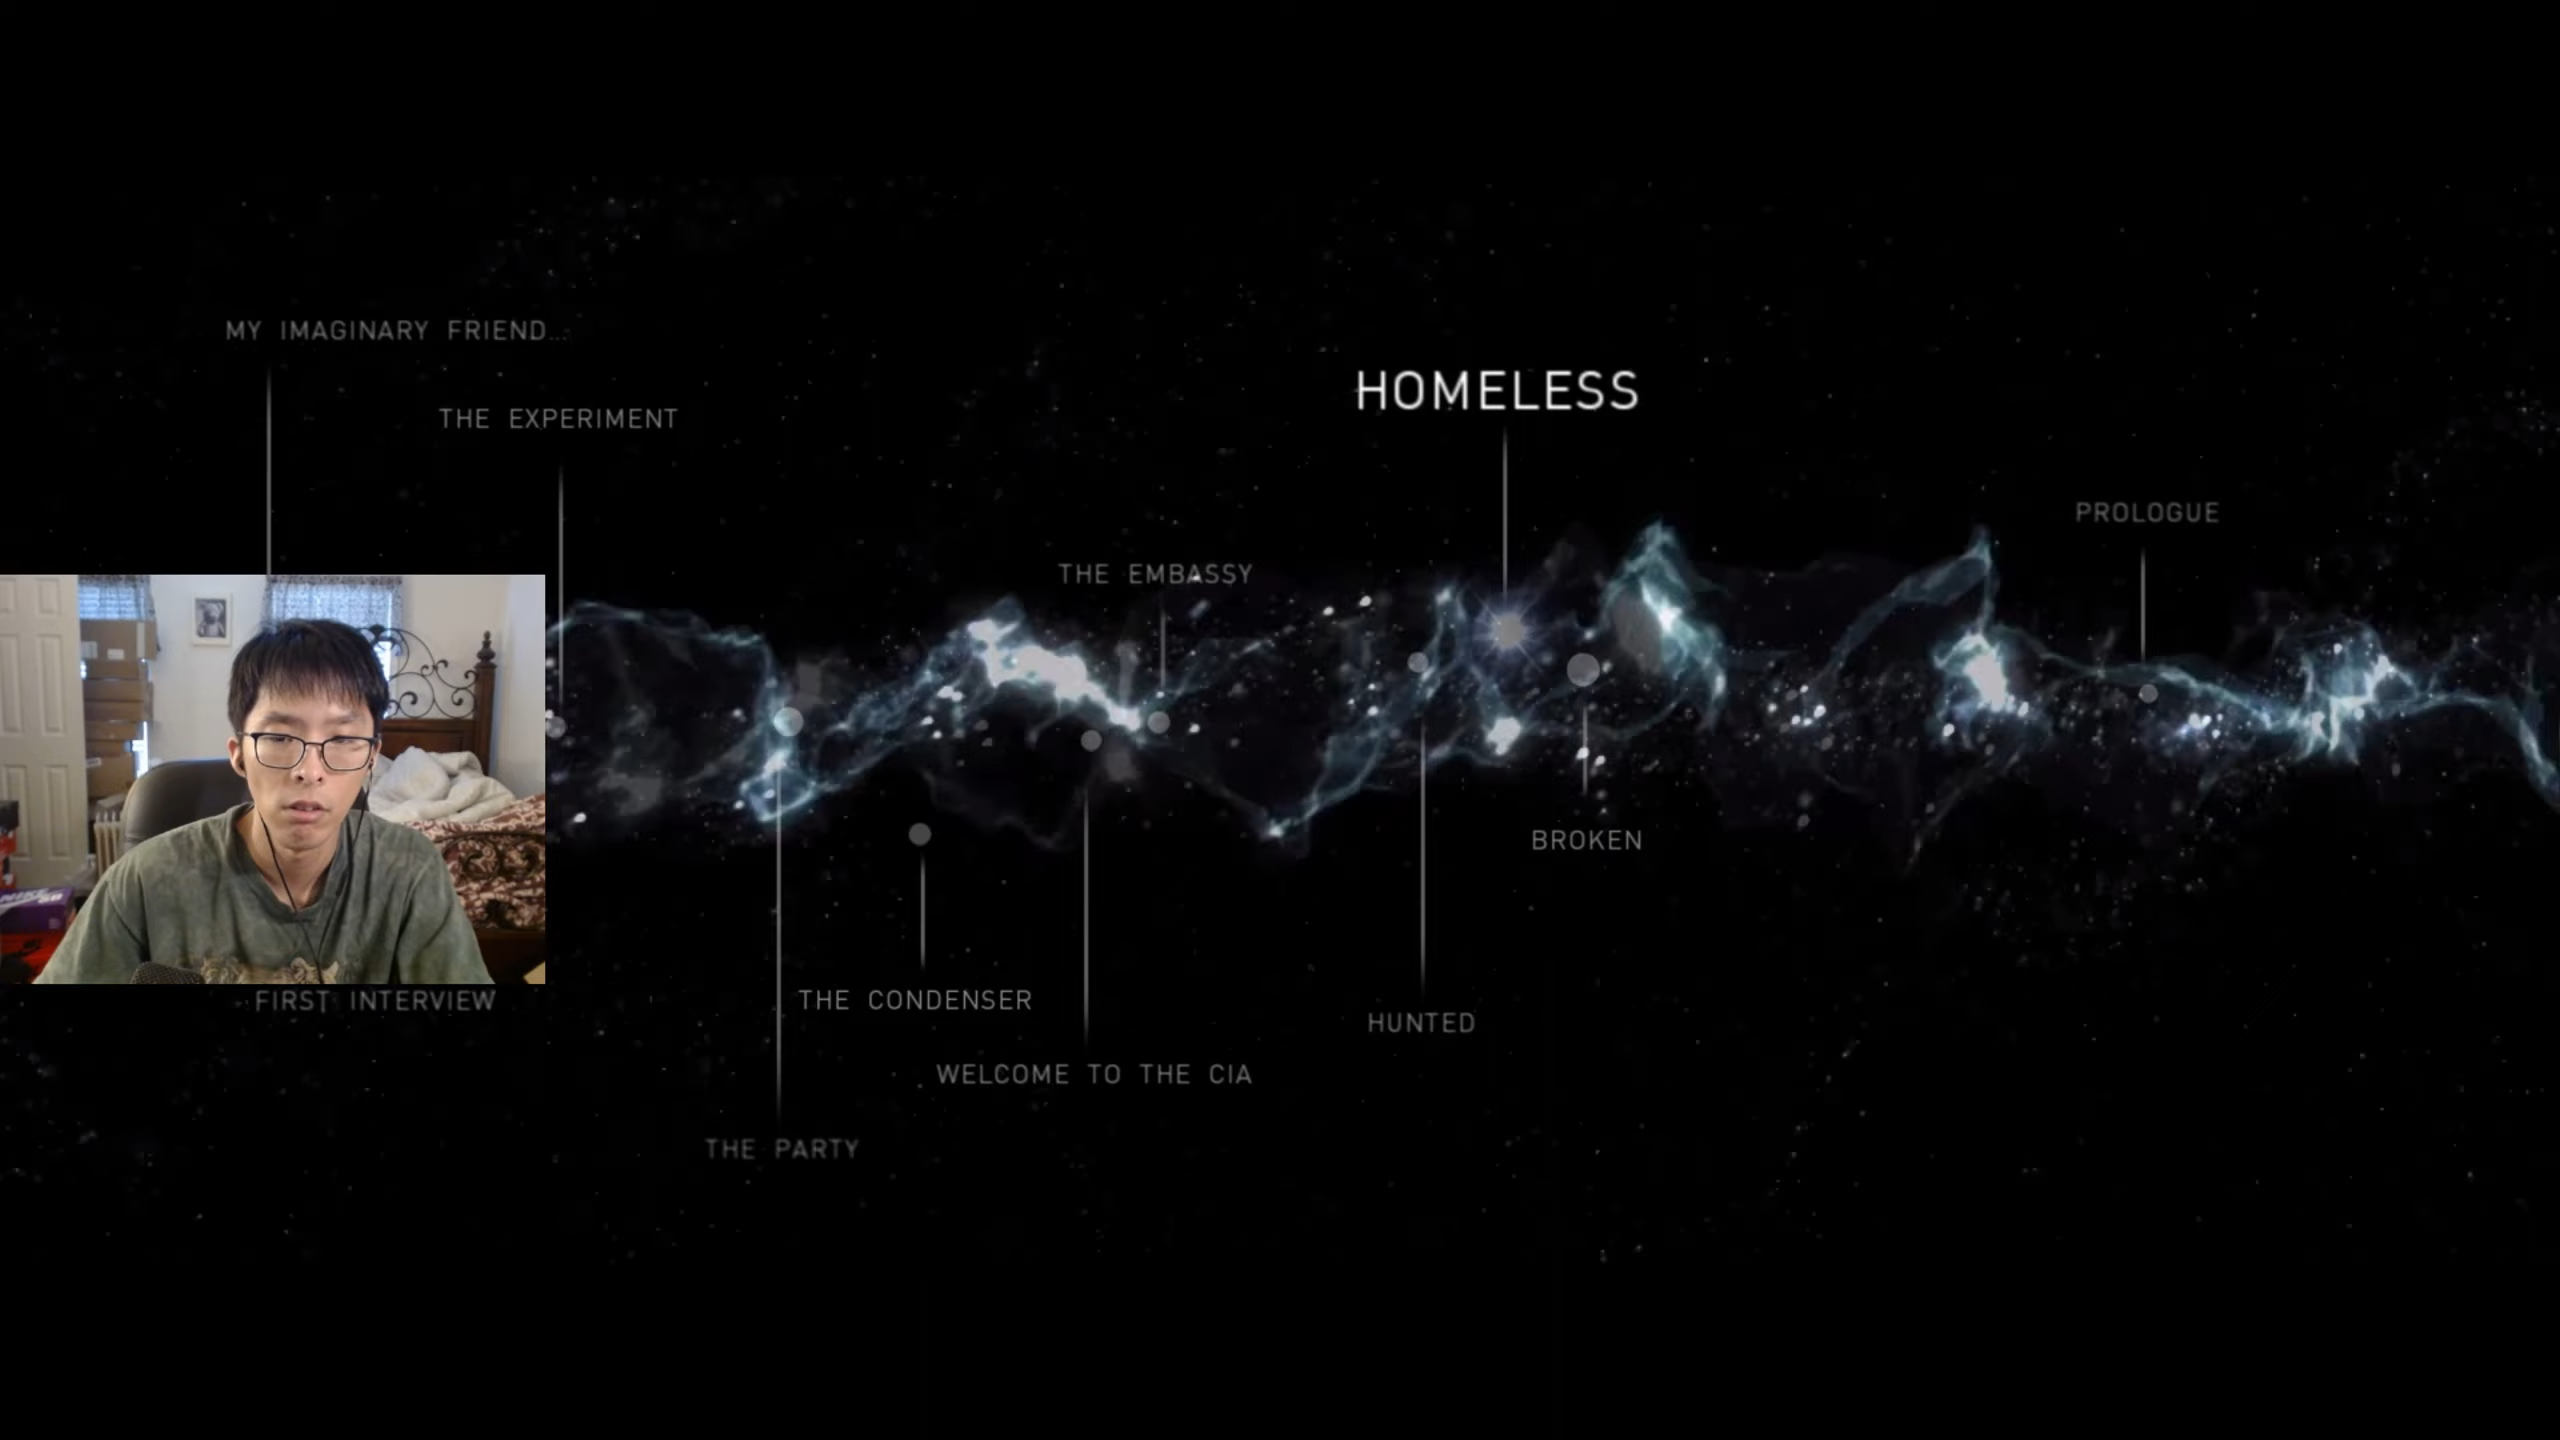 MY IMAGINARY FRIEND...
THE EXPERIMENT
HOMELESS
PROLOGUE
THE EMBASSY
BROKEN
FIRST INTERVIEW
THE CONDENSER
HUNTED
WELCOME TO THE CIA
THE PARTY